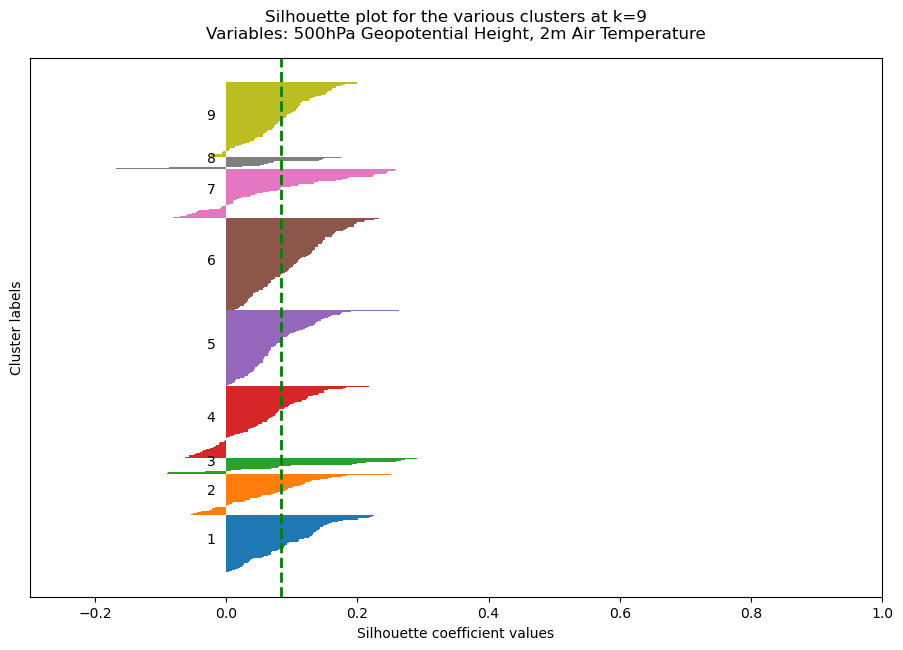 Silhouette plot for the various clusters at k=9
Variables: 500hPa Geopotential Height, 2m Air Temperature
Cluster labels
9
8
7
6
5
4
3
2
1
−0.2 0.0 0.2 0.4 0.6 0.8 1.0
Silhouette coefficient values